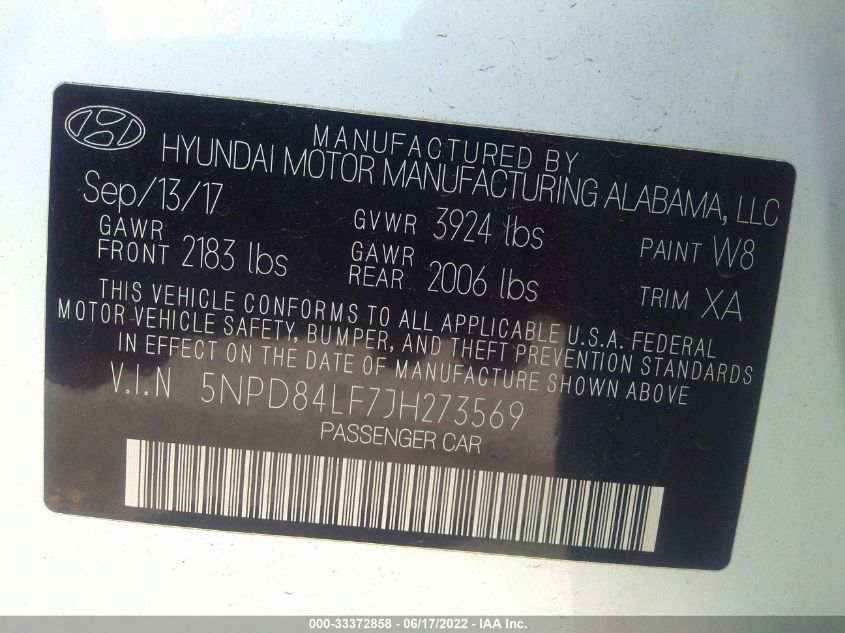 MANUFACTURED BY
HYUNDAI MOTOR MANUFACTURING ALABAMA, LLC
Sep/13/17 GVWR 3924 lbs PAINT W8
GAWR FRONT 2183 lbs GAWR REAR 2006 lbs TRIM XA
THIS VEHICLE CONFORMS TO ALL APPLICABLE U.S.A. FEDERAL
MOTOR VEHICLE SAFETY, BUMPER, AND THEFT PREVENTION STANDARDS
IN EFFECT ON THE DATE OF MANUFACTURE SHOWN ABOVE
V.I.N 5NPD84LF7JH273569
PASSENGER CAR
000-33372858 - 06/17/2022 - IAA Inc.